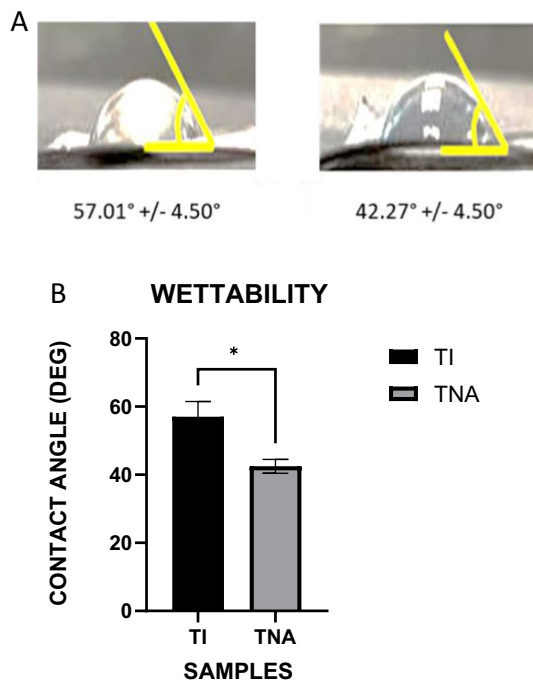 A
57.01° +/- 4.50°
42.27° +/- 4.50°
B
WETTABILITY
CONTACT ANGLE (DEG)
80
60
40
20
0
*
TI
TNA
TI
TNA
SAMPLES